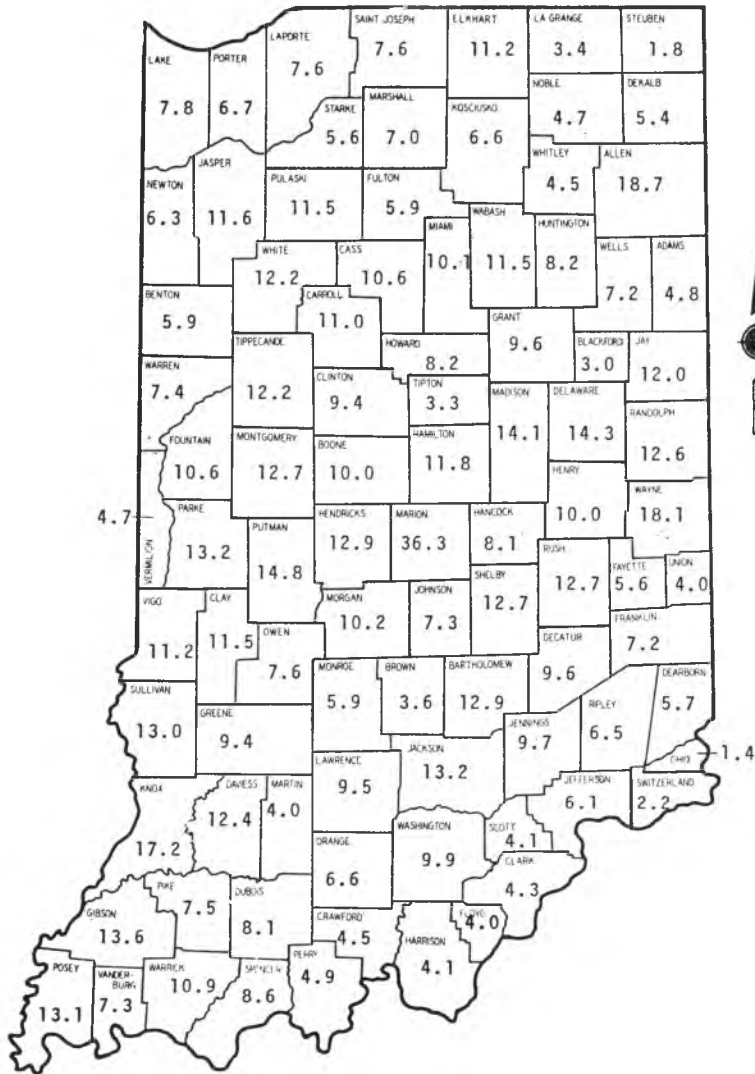 SAINT JOSEPH
7.6
ELKHART
11.2
LA GRANGE
3.4
STEUBEN
1.8
LAPORTE
7.6
LAKE
7.8
PORTER
6.7
NOBLE
4.7
DEKALB
5.4
STARKE
5.6
MARSHALL
7.0
KOSCIUSKO
6.6
WHITLEY
4.5
ALLEN
18.7
NEWTON
6.3
JASPER
11.6
PULASKI
11.5
FULTON
5.9
MIAMI
10.1
WABASH
11.5
HUNTINGTON
8.2
WELLS
7.2
ADAMS
4.8
WHITE
12.2
CASS
10.6
CARROLL
11.0
BENTON
5.9
GRANT
9.6
BLACKFORD
3.0
JAY
12.0
TIPPECANOE
12.2
HOWARD
8.2
WARREN
7.4
CLINTON
9.4
TIPTON
3.3
MADISON
14.1
DELAWARE
14.3
RANDOLPH
12.6
FOUNTAIN
10.6
MONTGOMERY
12.7
BOONE
10.0
HAMILTON
11.8
HENRY
10.0
WAYNE
18.1
4.7
VERMILION
PARKE
13.2
PUTMAN
14.8
HENDRICKS
12.9
MARION
36.3
HANCOCK
8.1
RUSH
12.7
FAYETTE
5.6
UNION
4.0
VIGO
11.2
CLAY
11.5
OWEN
7.6
MORGAN
10.2
JOHNSON
7.3
SHELBY
12.7
DECATUR
9.6
FRANKLIN
7.2
SULLIVAN
13.0
GREENE
9.4
MONROE
5.9
BROWN
3.6
BARTHOLOMEW
12.9
JENNINGS
9.7
RIPLEY
6.5
DEARBORN
5.7
OHIO
1.4
LAWRENCE
9.5
JACKSON
13.2
JEFFERSON
6.1
SWITZERLAND
2.2
KNOX
17.2
DAVIESS
12.4
MARTIN
4.0
ORANGE
6.6
WASHINGTON
9.9
SCOTT
4.1
CLARK
4.3
GIBSON
13.6
PIKE
7.5
DUBOIS
8.1
CRAWFORD
4.5
FLOYD
4.0
HARRISON
4.1
POSEY
13.1
VANDER-
BURG
7.3
WARRICK
10.9
SPENCER
8.6
PERRY
4.9